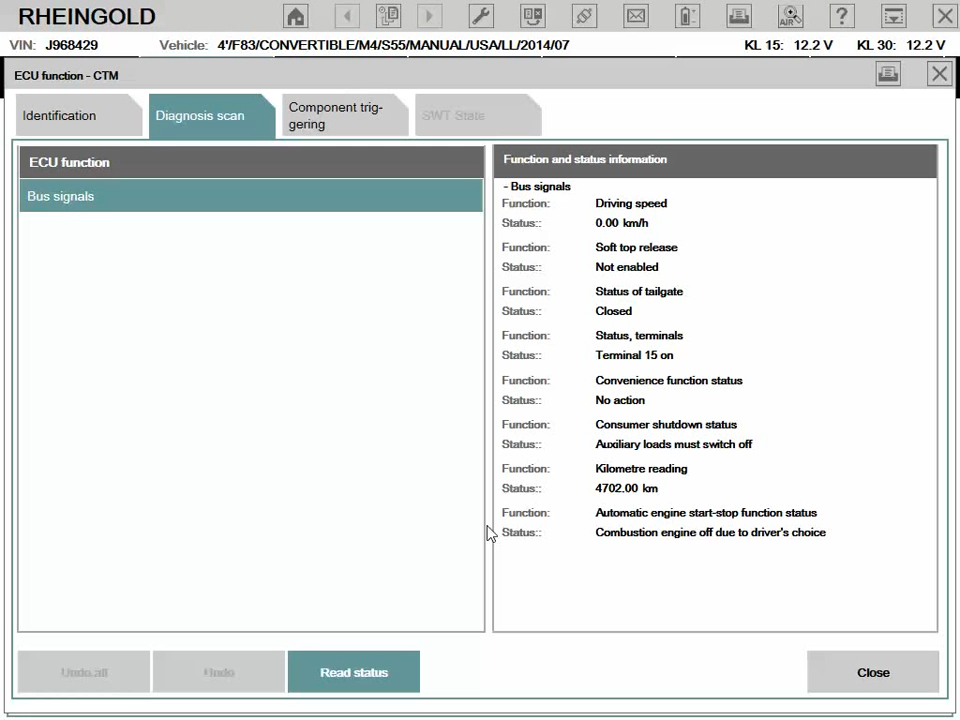 RHEINGOLD
AIR
?
VIN: J968429 Vehicle: 4'/F83/CONVERTIBLE/M4/S55/MANUAL/USA/LL/2014/07 KL 15: 12.2 V KL 30: 12.2 V
ECU function - CTM
Identification
Diagnosis scan
Component trig-
gering
SWT State
ECU function
Bus signals
Function and status information
- Bus signals
Function: Driving speed
Status:: 0.00 km/h
Function: Soft top release
Status:: Not enabled
Function: Status of tailgate
Status:: Closed
Function: Status, terminals
Status:: Terminal 15 on
Function: Convenience function status
Status:: No action
Function: Consumer shutdown status
Status:: Auxiliary loads must switch off
Function: Kilometre reading
Status:: 4702.00 km
Function: Automatic engine start-stop function status
Status:: Combustion engine off due to driver's choice
Undo all
Undo
Read status
Close